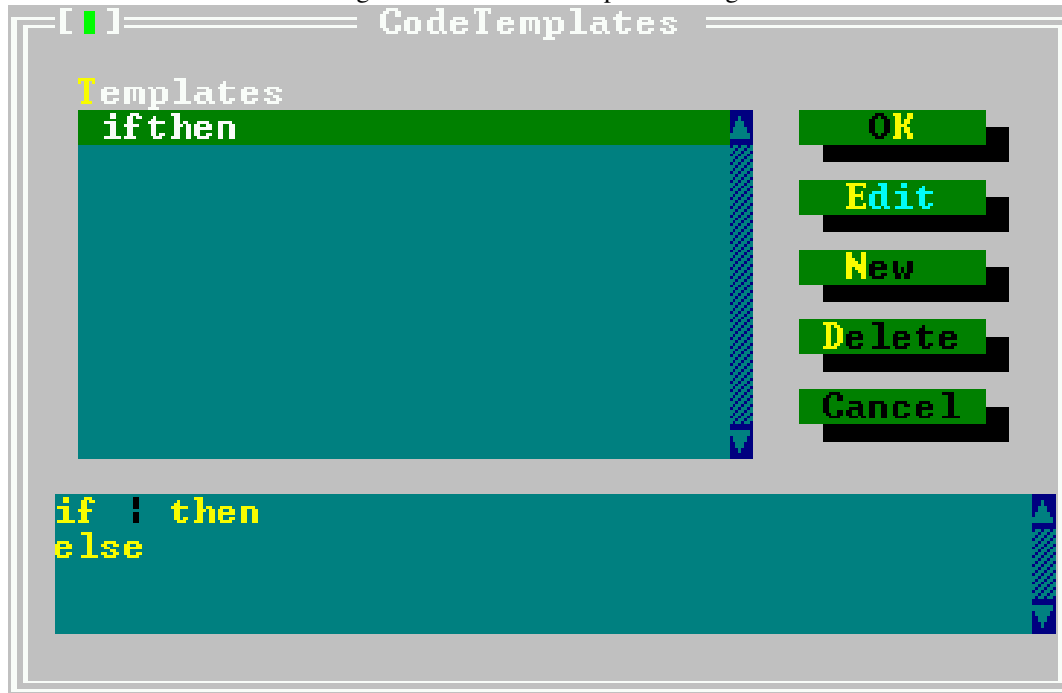 CodeTemplates
Templates
ifthen
OK
Edit
New
Delete
Cancel
if | then
else